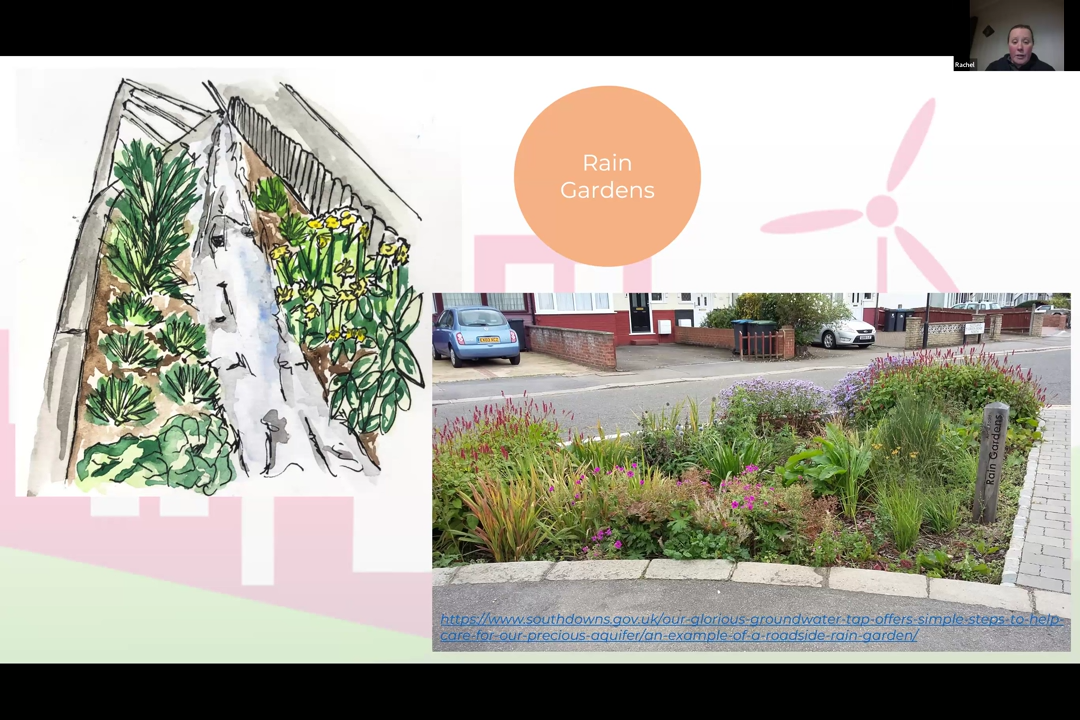 Rachel
Rain
Gardens
Rain Gardens
https://www.southdowns.gov.uk/our-glorious-groundwater-tap-offers-simple-steps-to-help-
care-for-our-precious-aquifer/an-example-of-a-roadside-rain-garden/